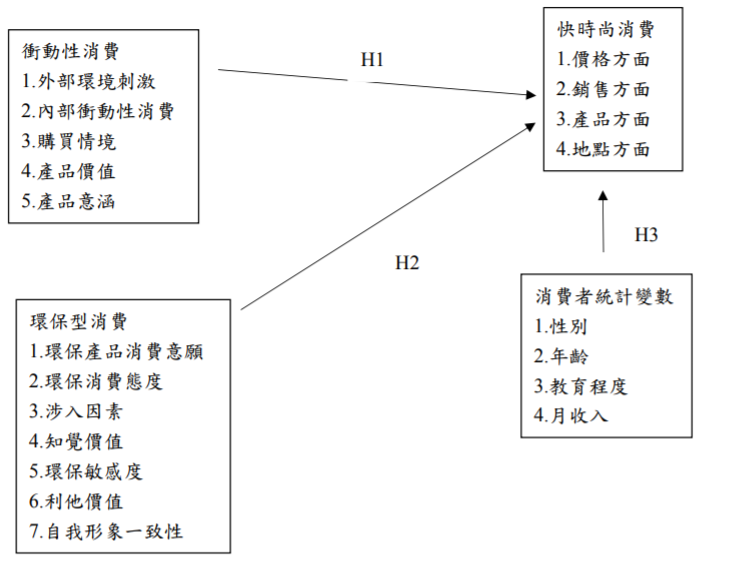 衝動性消費
1.外部環境刺激
2.內部衝動性消費
3.購買情境
4.產品價值
5.產品意涵
H1
快時尚消費
1.價格方面
2.銷售方面
3.產品方面
4.地點方面
H2
H3
環保型消費
1.環保產品消費意願
2.環保消費態度
3.涉入因素
4.知覺價值
5.環保敏感度
6.利他價值
7.自我形象一致性
消費者統計變數
1.性別
2.年齡
3.教育程度
4.月收入